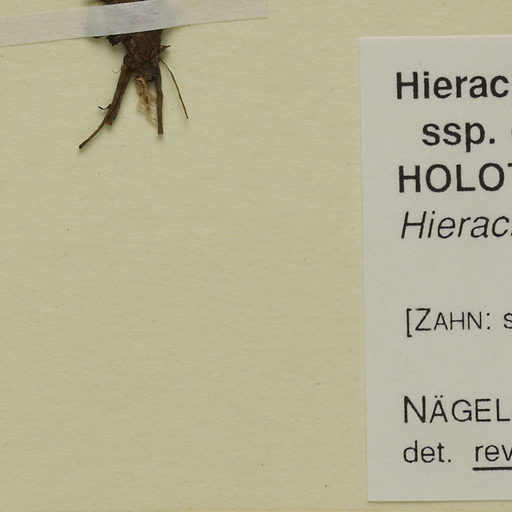 Hierac
ssp.
HOLOT
Hierac
[ZAHN: s
NÄGEL
det. rev